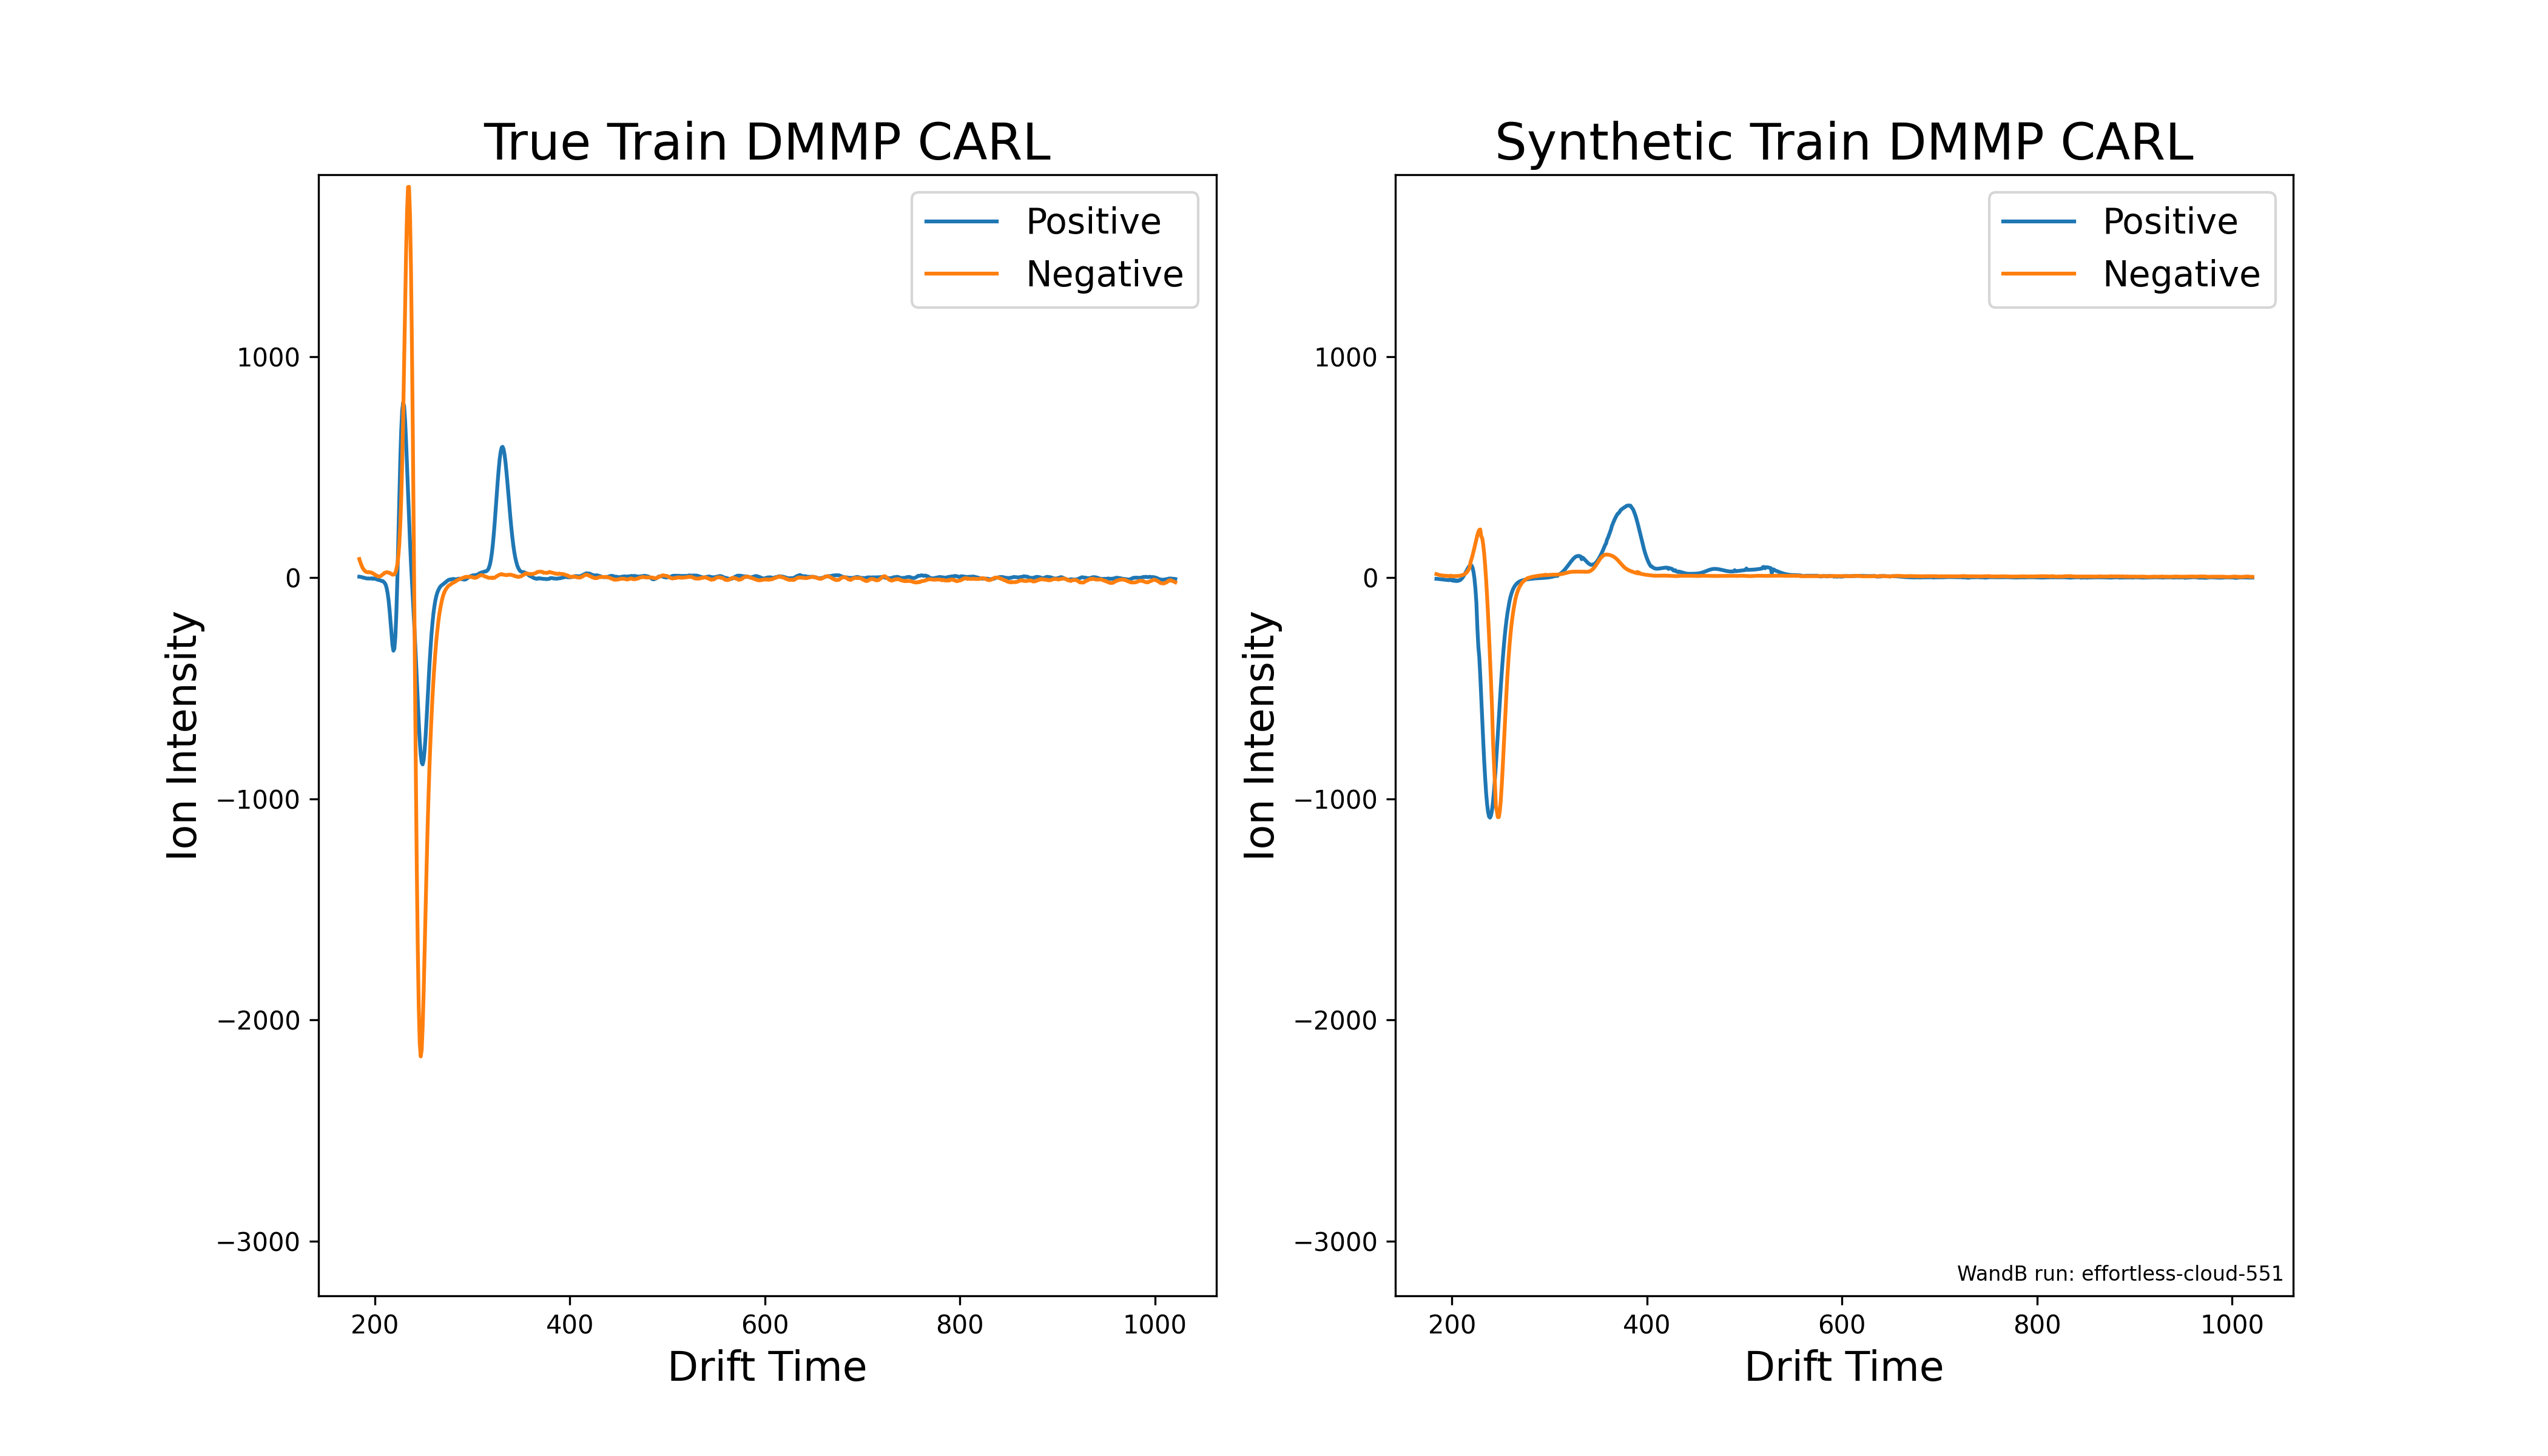 True Train DMMP CARL
Positive
Negative
1000
0
−1000
−2000
−3000
Ion Intensity
200 400 600 800 1000
Drift Time
Synthetic Train DMMP CARL
Positive
Negative
1000
0
−1000
−2000
−3000
Ion Intensity
WandB run: effortless-cloud-551
200 400 600 800 1000
Drift Time